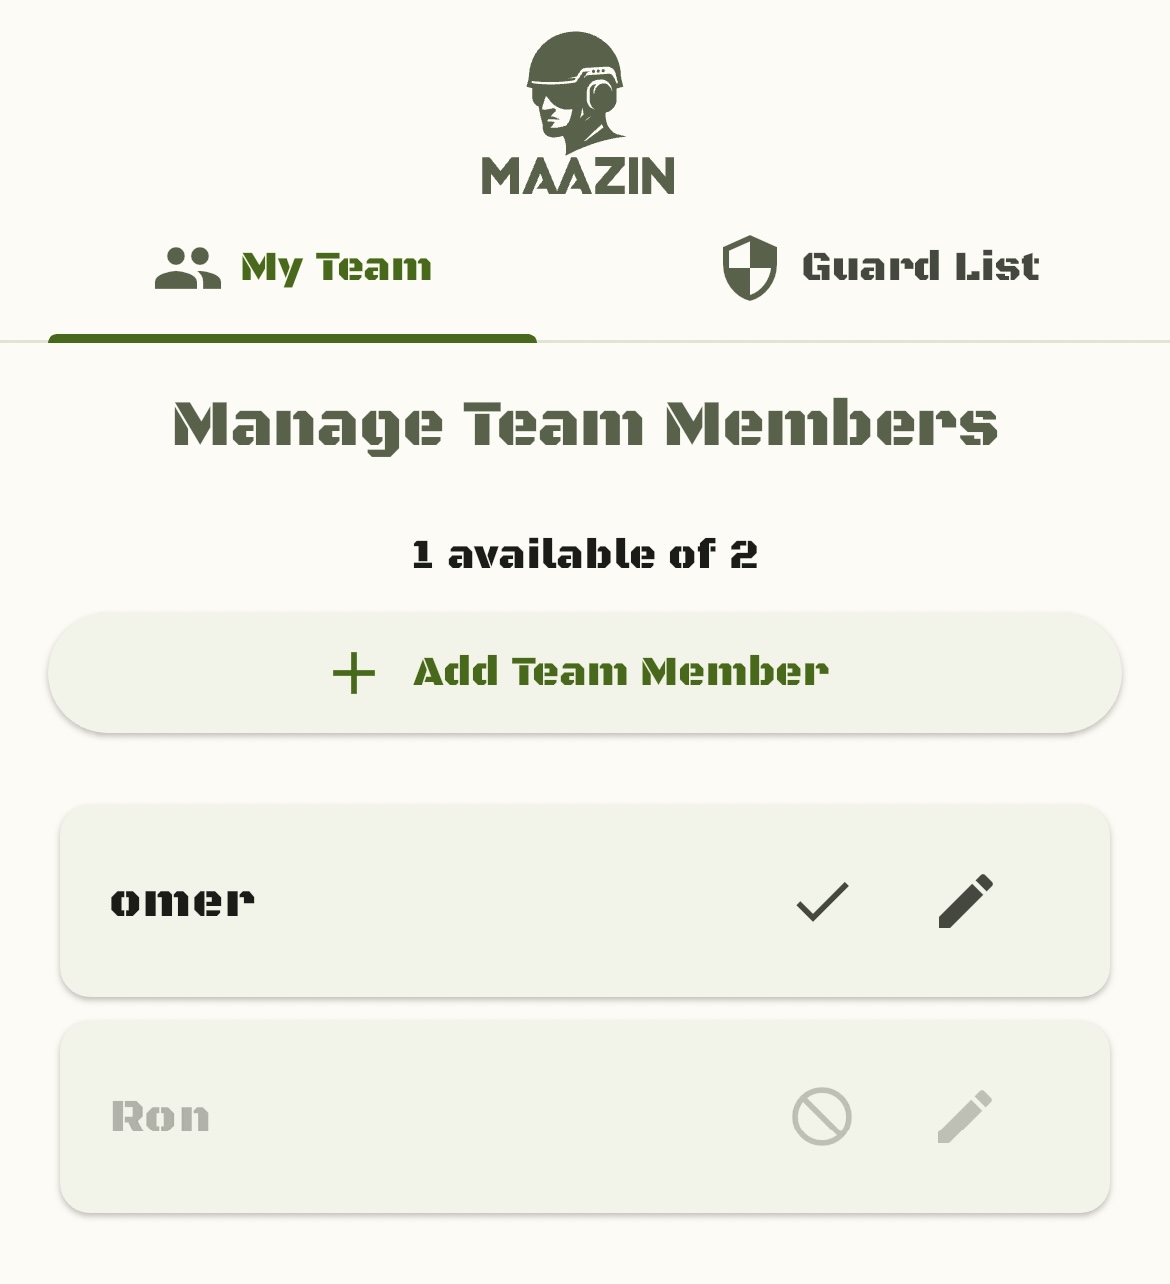 MAAZIN
My Team
Guard List
Manage Team Members
1 available of 2
Add Team Member
omer
Ron